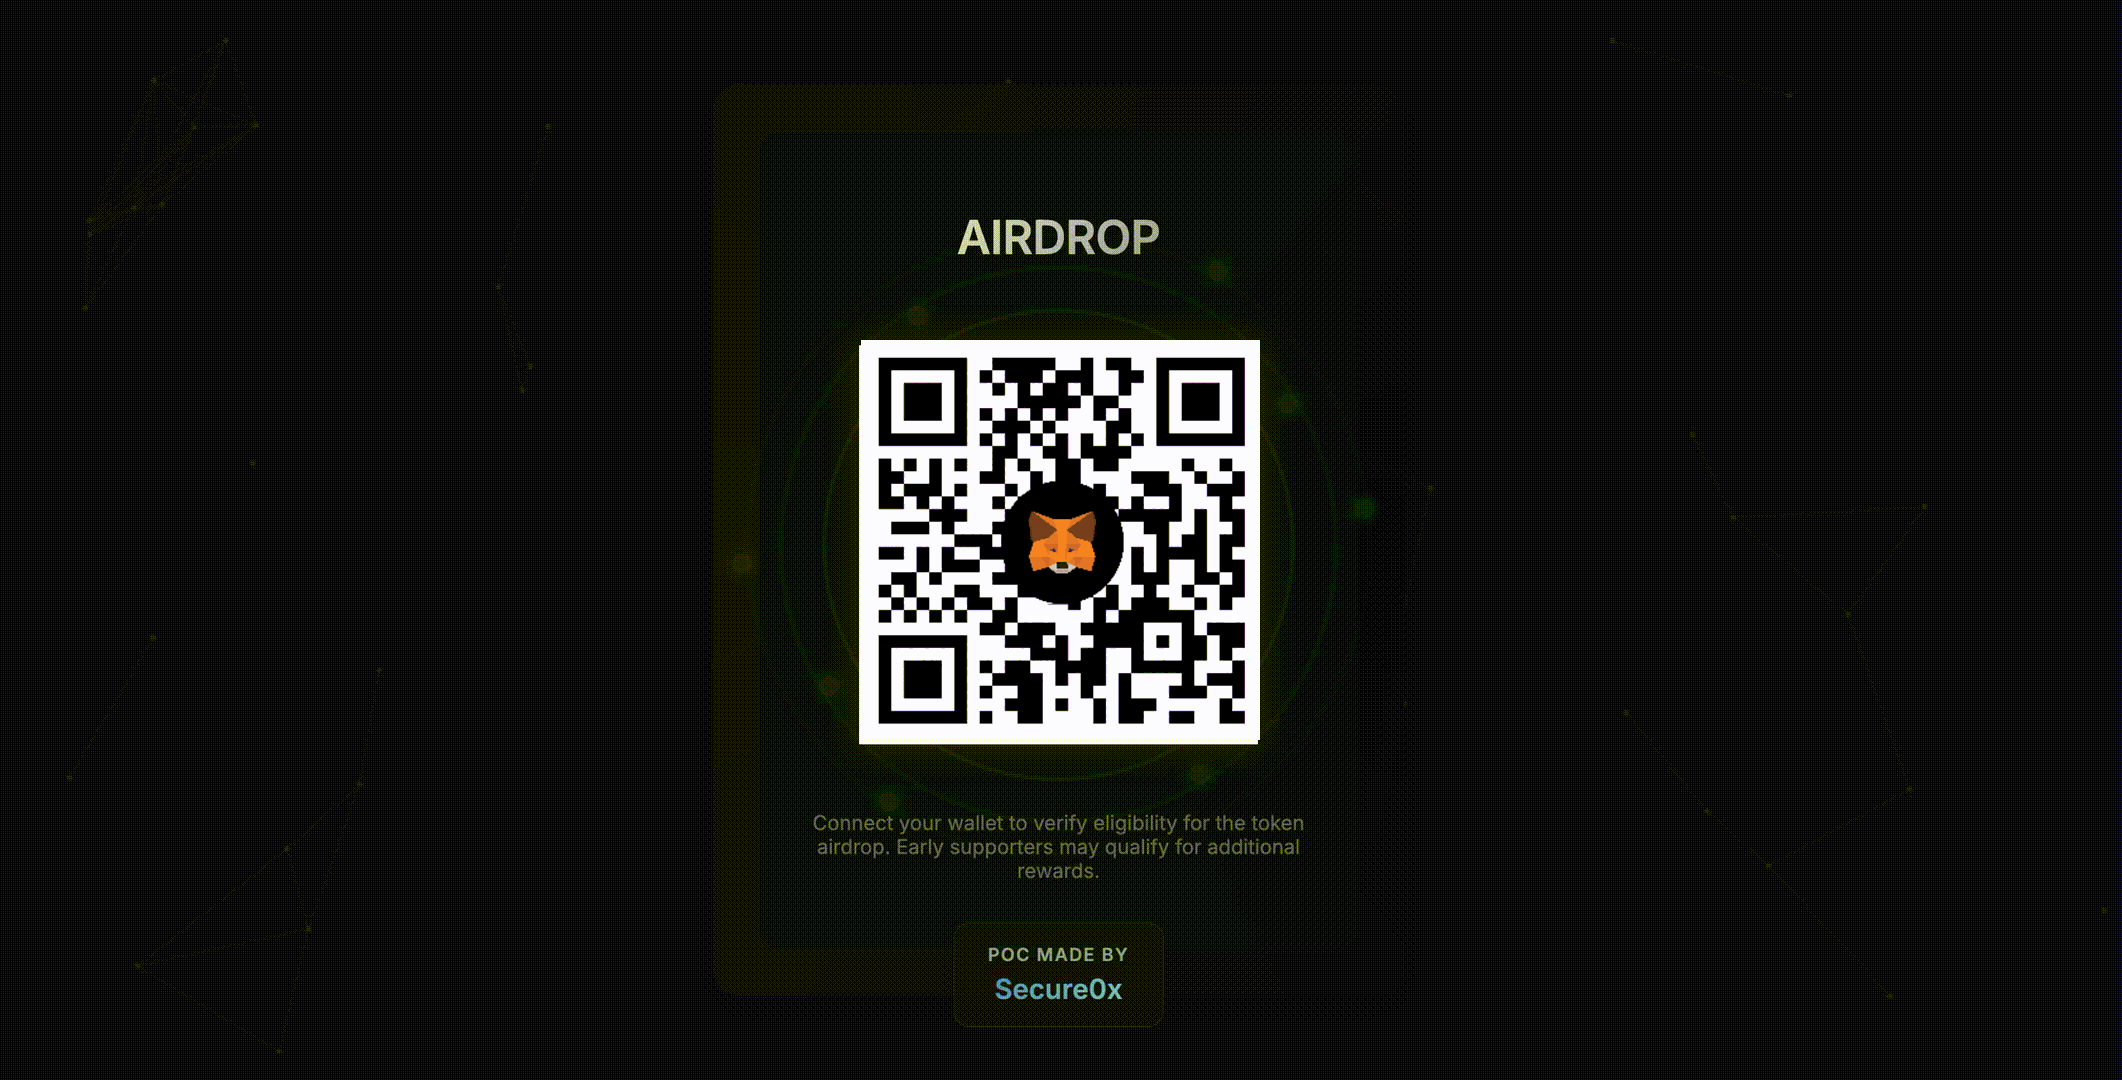 AIRDROP
Connect your wallet to verify eligibility for the token
airdrop. Early supporters may qualify for additional
rewards.
POC MADE BY
Secure0x